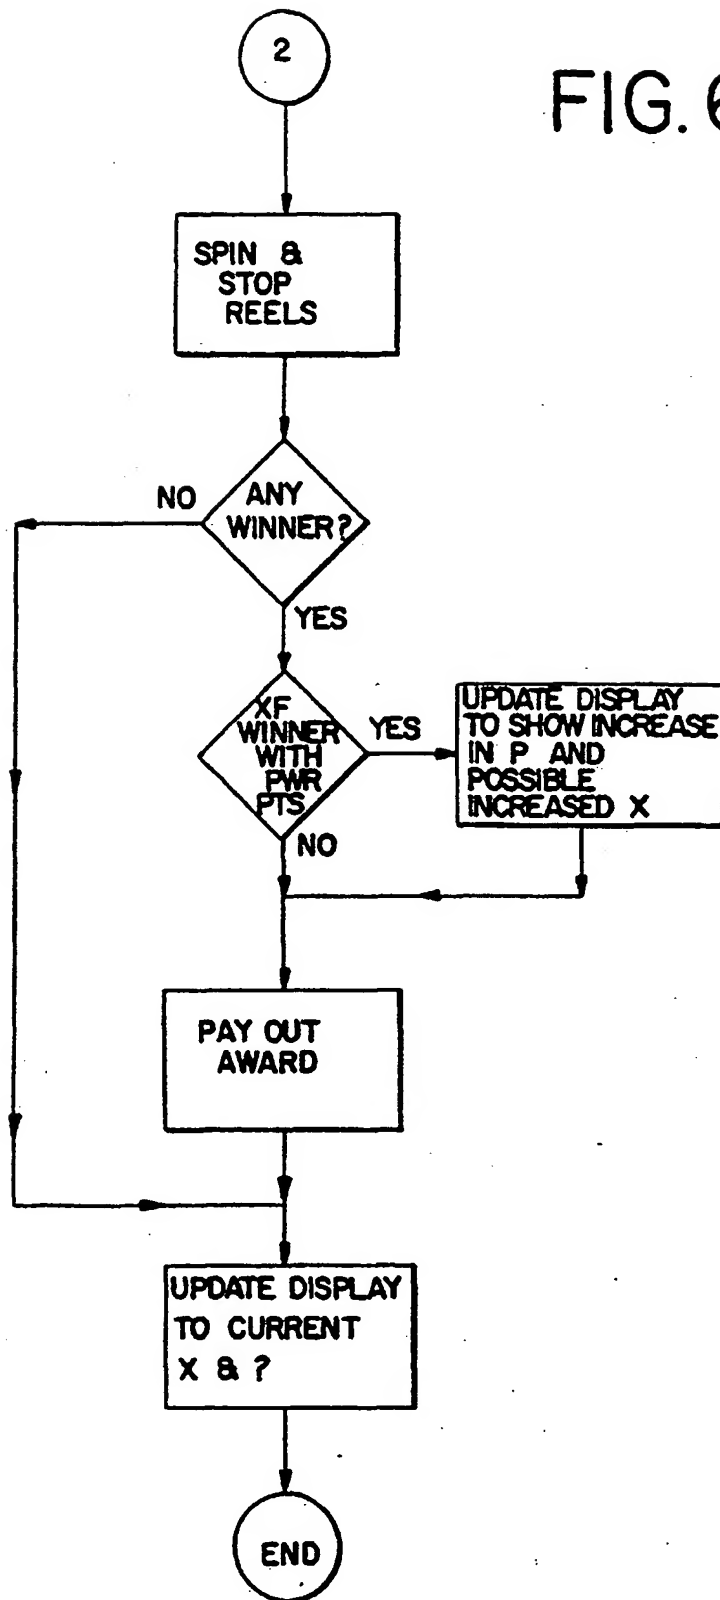 2
FIG. 6
SPIN &
STOP
REELS
NO
ANY
WINNER?
YES
XF
WINNER
WITH
PWR
PTS
YES
UPDATE DISPLAY
TO SHOW INCREASE
IN P AND
POSSIBLE
INCREASED X
NO
PAY OUT
AWARD
UPDATE DISPLAY
TO CURRENT
X & ?
END